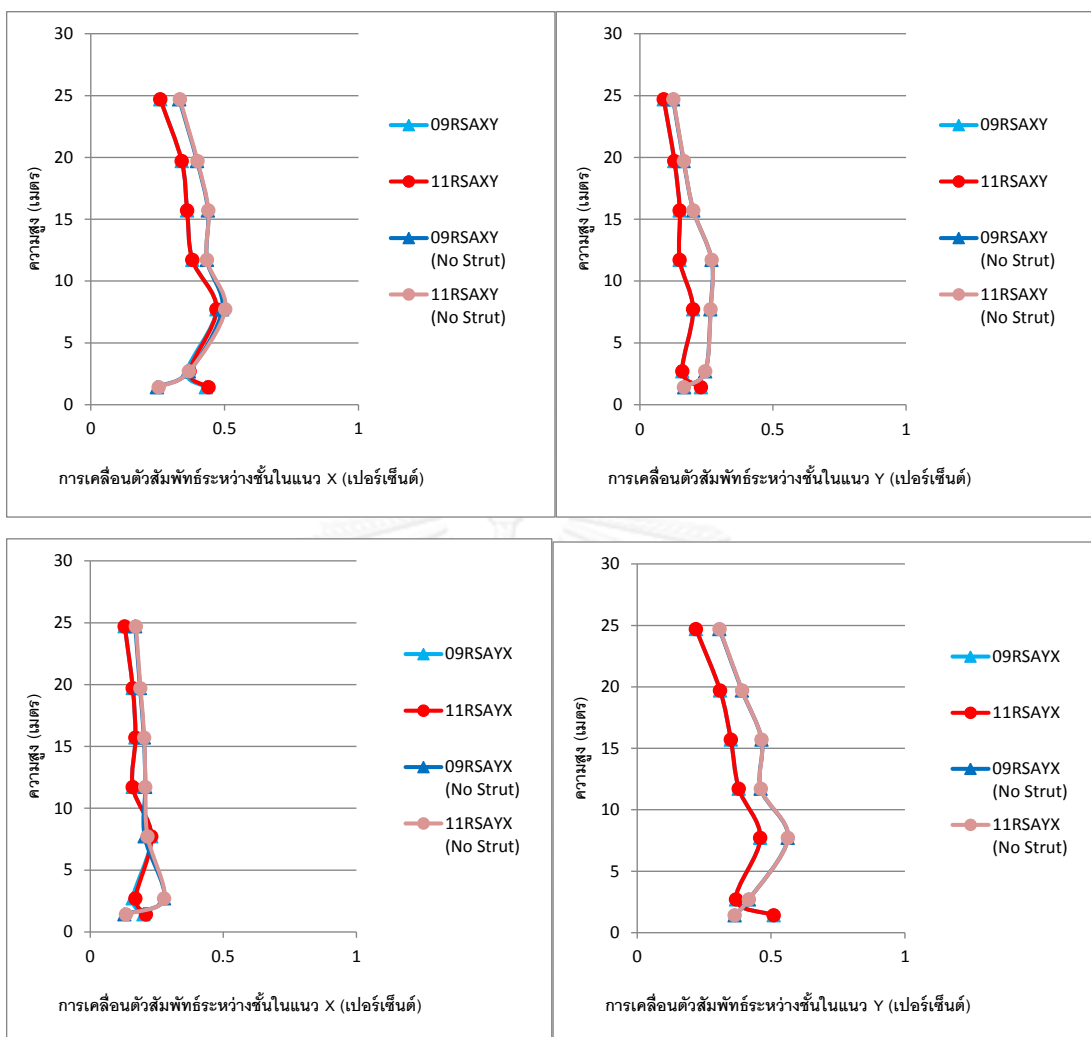 30
25
20
15
10
5
0
ความสูง (เมตร)
0
0.5
1
การเคลื่อนตัวสัมพัทธ์ระหว่างชั้นในแนว X (เปอร์เซ็นต์)
09RSAXY
11RSAXY
09RSAXY
(No Strut)
11RSAXY
(No Strut)
30
25
20
15
10
5
0
ความสูง (เมตร)
0
0.5
1
การเคลื่อนตัวสัมพัทธ์ระหว่างชั้นในแนว Y (เปอร์เซ็นต์)
09RSAXY
11RSAXY
09RSAXY
(No Strut)
11RSAXY
(No Strut)
30
25
20
15
10
5
0
ความสูง (เมตร)
0
0.5
1
การเคลื่อนตัวสัมพัทธ์ระหว่างชั้นในแนว X (เปอร์เซ็นต์)
09RSAYX
11RSAYX
09RSAYX
(No Strut)
11RSAYX
(No Strut)
30
25
20
15
10
5
0
ความสูง (เมตร)
0
0.5
1
การเคลื่อนตัวสัมพัทธ์ระหว่างชั้นในแนว Y (เปอร์เซ็นต์)
09RSAYX
11RSAYX
09RSAYX
(No Strut)
11RSAYX
(No Strut)